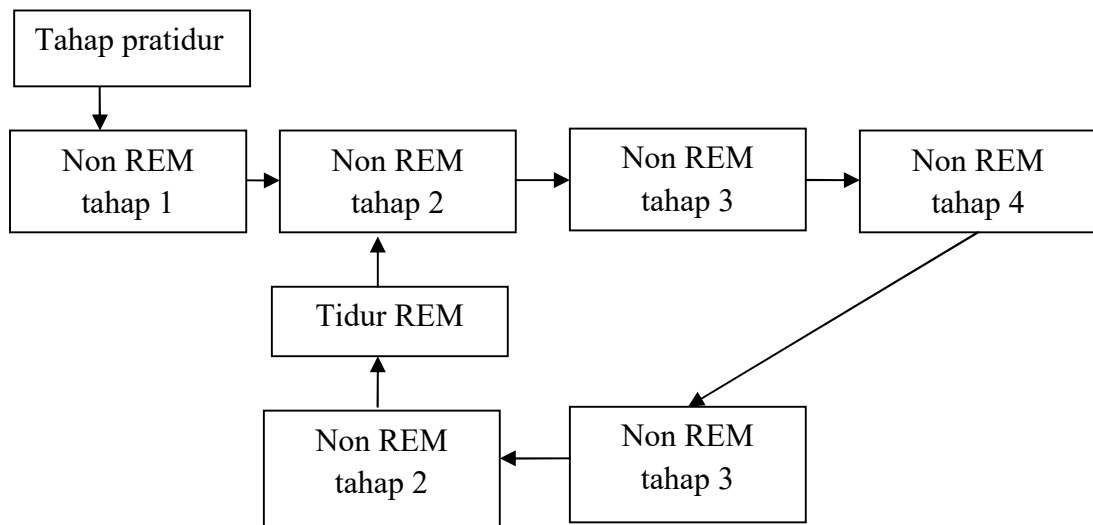 Tahap pratidur
Non REM
tahap 1
Non REM
tahap 2
Non REM
tahap 3
Non REM
tahap 4
Tidur REM
Non REM
tahap 2
Non REM
tahap 3